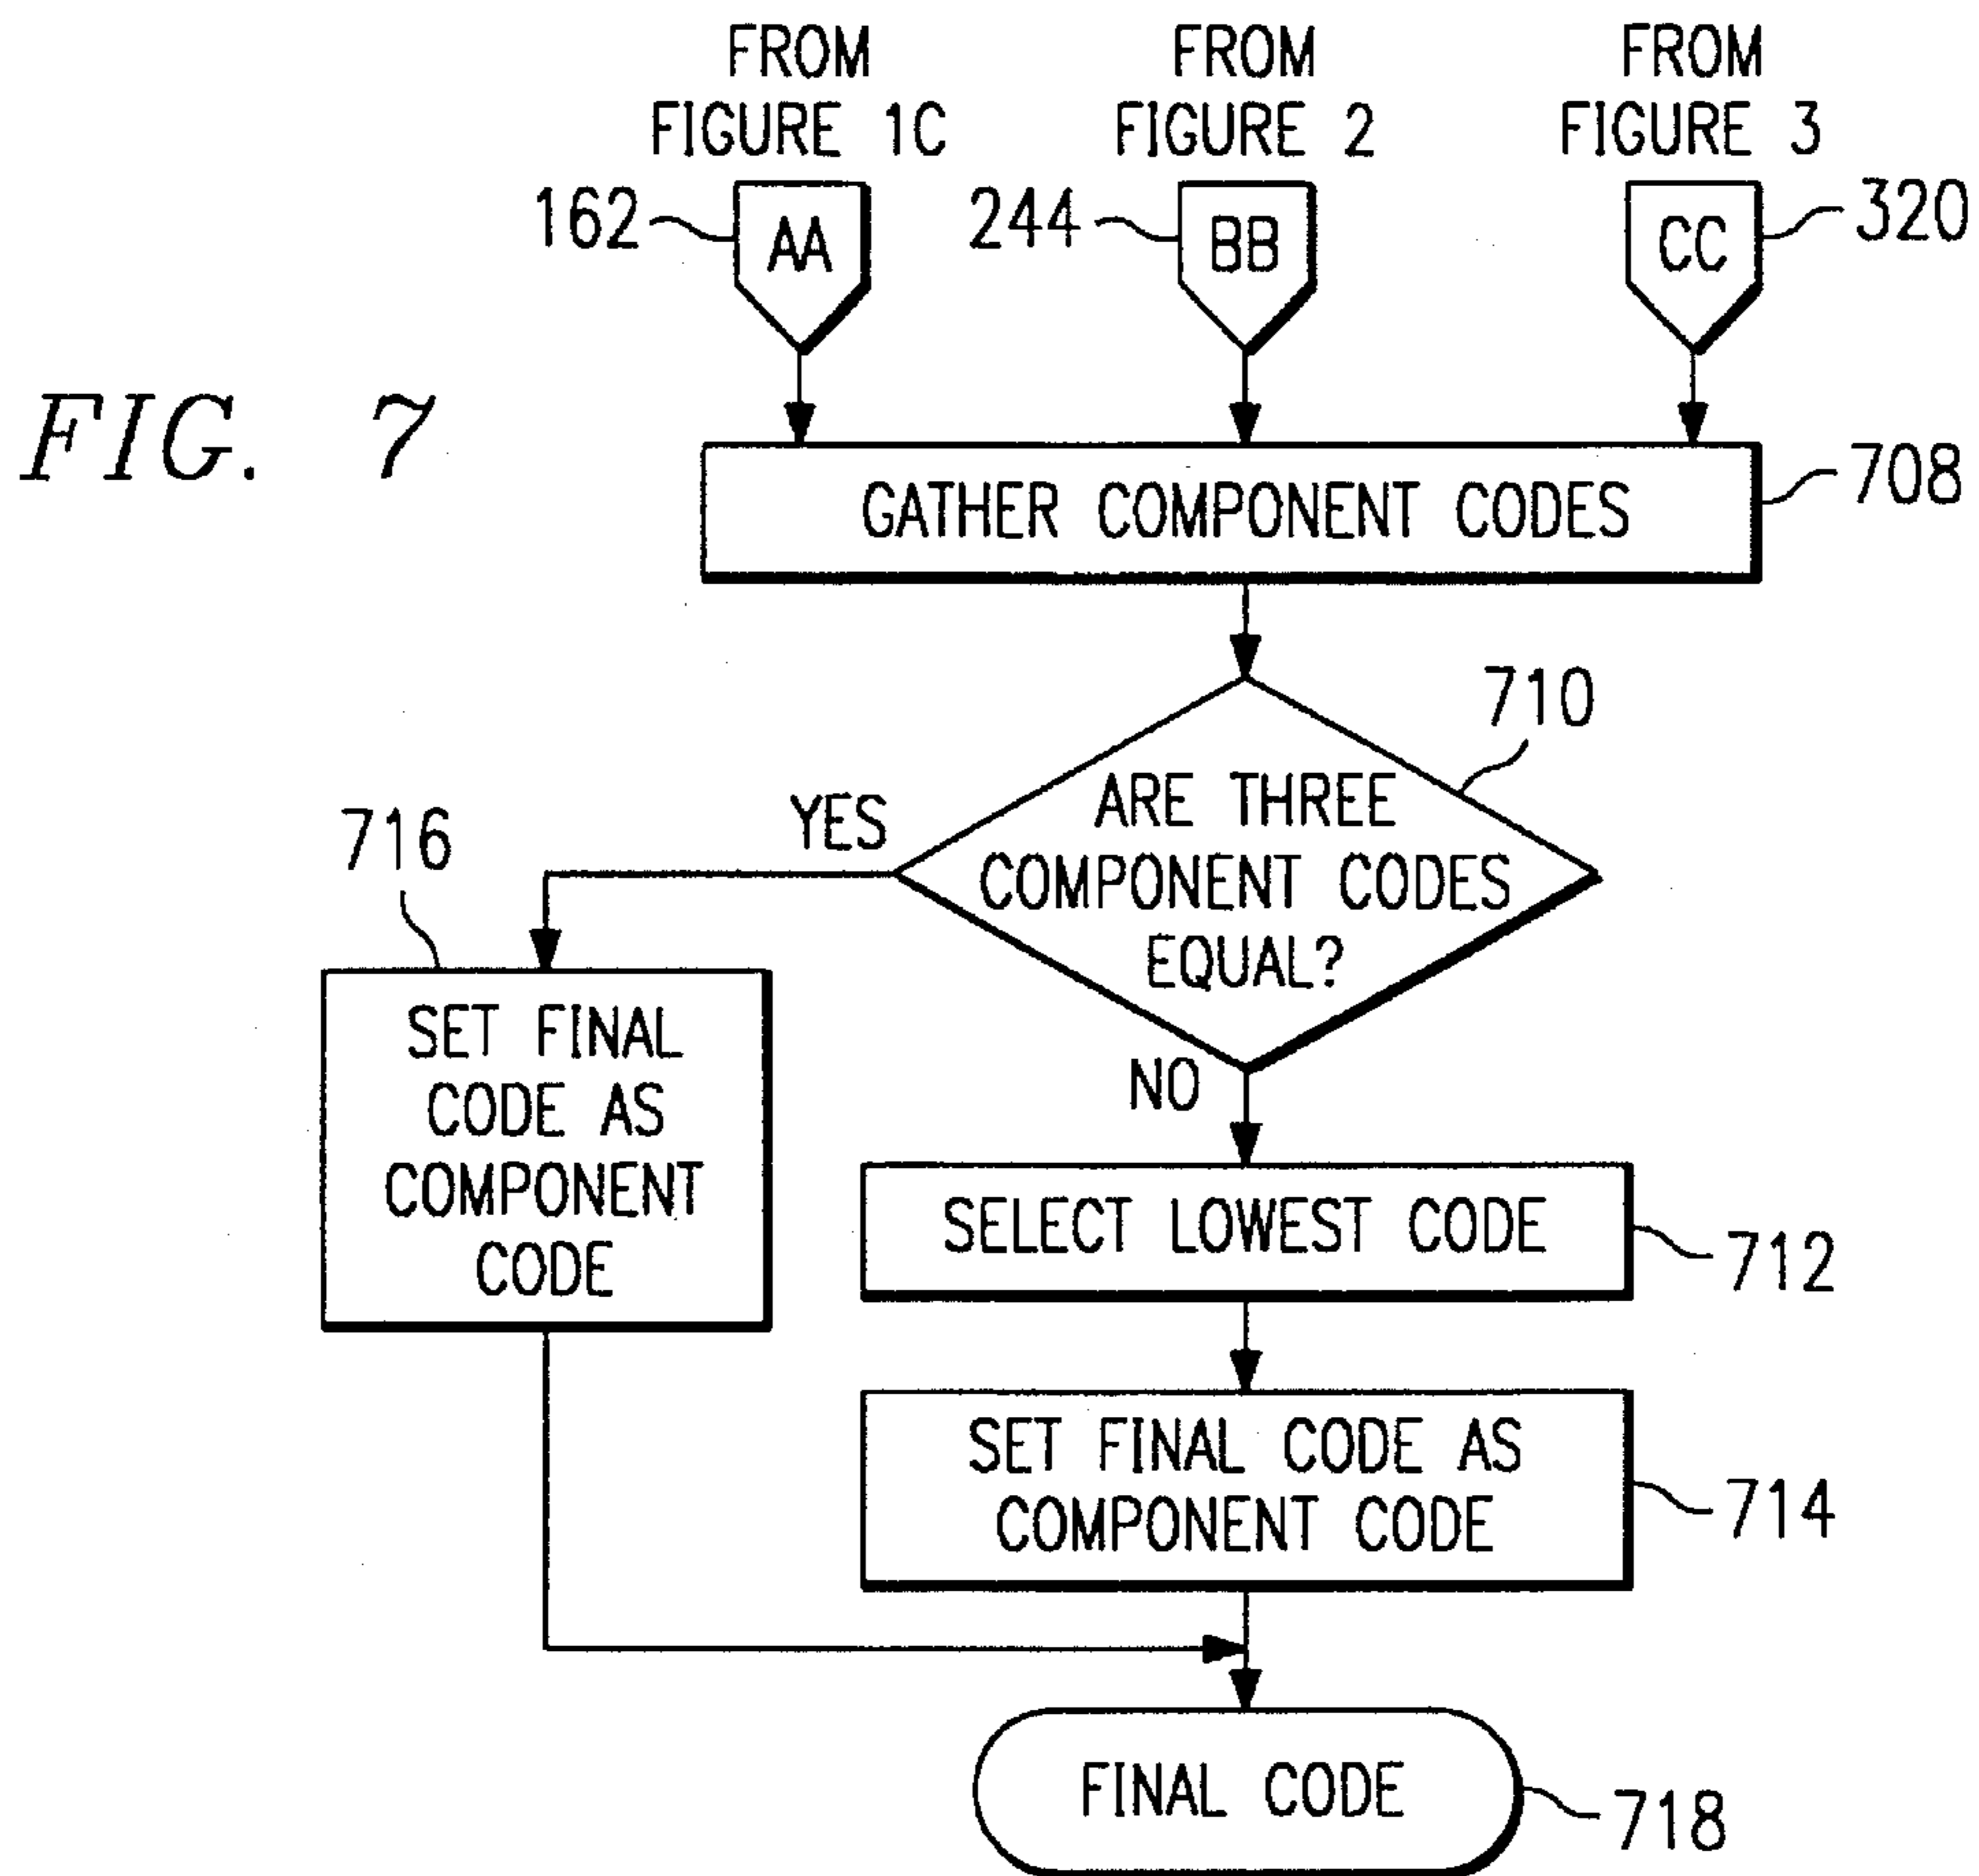 FROM
FIGURE 1C
FROM
FIGURE 2
FROM
FIGURE 3
162
AA
244
BB
CC
320
FIG. 7
GATHER COMPONENT CODES
708
710
ARE THREE
COMPONENT CODES
EQUAL?
YES
716
SET FINAL
CODE AS
COMPONENT
CODE
NO
SELECT LOWEST CODE
712
SET FINAL CODE AS
COMPONENT CODE
714
FINAL CODE
718